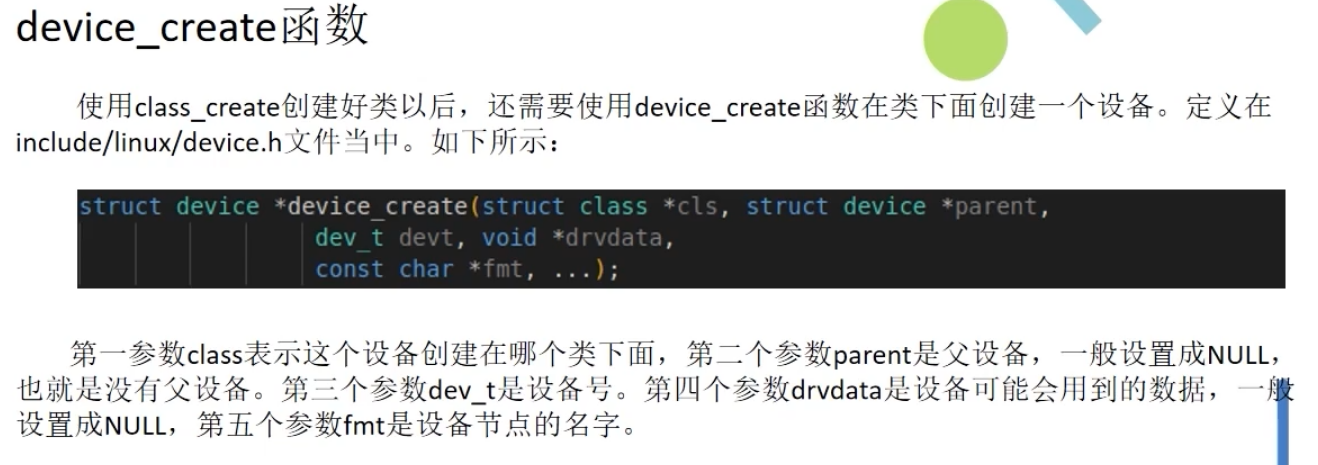 device_create函数
使用class_create创建好类以后，还需要使用device_create函数在类下面创建一个设备。定义在
include/linux/device.h文件当中。如下所示：
struct device *device_create(struct class *cls, struct device *parent,
dev_t devt, void *drvdata,
const char *fmt, ...);
第一参数class表示这个设备创建在哪个类下面，第二个参数parent是父设备，一般设置成NULL，
也就是没有父设备。第三个参数dev_t是设备号。第四个参数drvdata是设备可能会用到的数据，一般
设置成NULL，第五个参数fmt是设备节点的名字。